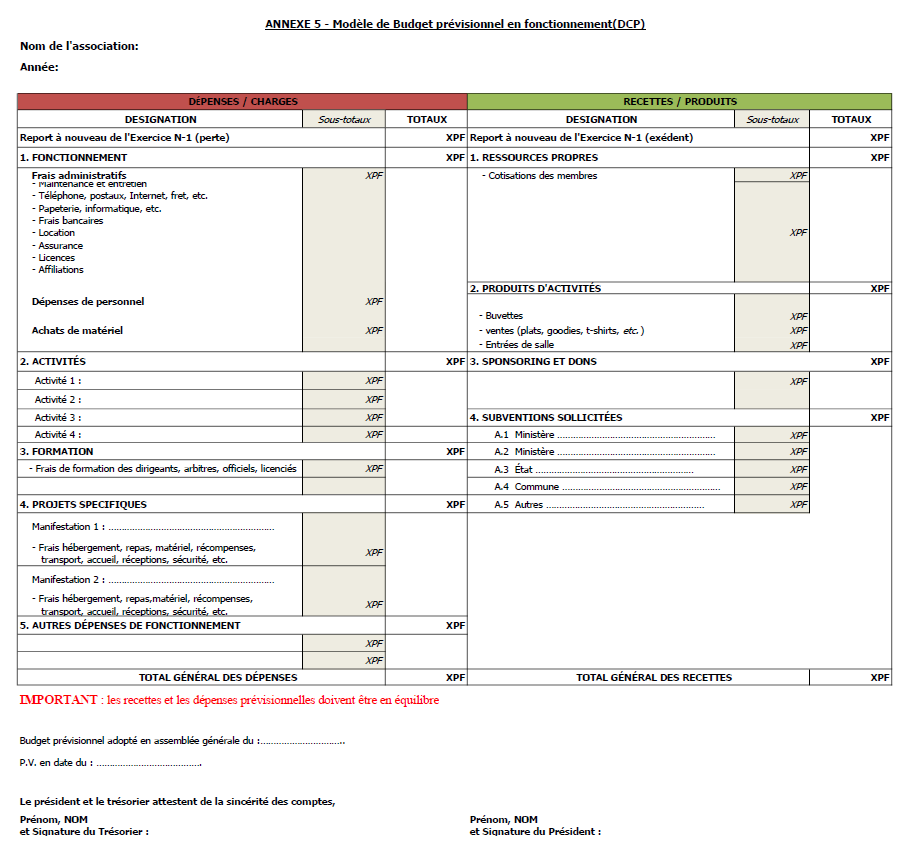 ANNEXE 5 - Modèle de Budget prévisionnel en fonctionnement(DCP)
Nom de l'association:
Année:
DÉPENSES / CHARGES
DESIGNATION Sous-totaux TOTAUX
Report à nouveau de l'Exercice N-1 (perte) XPF
1. FONCTIONNEMENT XPF
Frais administratifs XPF
- Maintenance et entretien
- Téléphone, postaux, Internet, fret, etc.
- Papeterie, informatique, etc.
- Frais bancaires
- Location
- Assurance
- Licences
- Affiliations
Dépenses de personnel XPF
Achats de matériel XPF
2. ACTIVITÉS XPF
Activité 1 : XPF
Activité 2 : XPF
Activité 3 : XPF
Activité 4 : XPF
3. FORMATION XPF
- Frais de formation des dirigeants, arbitres, officiels, licenciés XPF
4. PROJETS SPECIFIQUES XPF
Manifestation 1 : ...............................................................
- Frais hébergement, repas, matériel, récompenses,
transport, accueil, réceptions, sécurité, etc. XPF
Manifestation 2 : ...............................................................
- Frais hébergement, repas,matériel, récompenses,
transport, accueil, réceptions, sécurité, etc. XPF
5. AUTRES DÉPENSES DE FONCTIONNEMENT XPF
XPF
XPF
TOTAL GÉNÉRAL DES DÉPENSES XPF
RECETTES / PRODUITS
DESIGNATION Sous-totaux TOTAUX
Report à nouveau de l'Exercice N-1 (exédent) XPF
1. RESSOURCES PROPRES XPF
- Cotisations des membres XPF
XPF
2. PRODUITS D'ACTIVITÉS XPF
- Buvettes XPF
- ventes (plats, goodies, t-shirts, etc. ) XPF
- Entrées de salle XPF
3. SPONSORING ET DONS XPF
XPF
4. SUBVENTIONS SOLLICITÉES XPF
A.1 Ministère ............................................................ XPF
A.2 Ministère ............................................................ XPF
A.3 État ............................................................ XPF
A.4 Commune ............................................................ XPF
A.5 Autres ............................................................ XPF
TOTAL GÉNÉRAL DES RECETTES XPF
IMPORTANT : les recettes et les dépenses prévisionnelles doivent être en équilibre
Budget prévisionnel adopté en assemblée générale du :................................
P.V. en date du : ........................................
Le président et le trésorier attestent de la sincérité des comptes,
Prénom, NOM
et Signature du Trésorier :
Prénom, NOM
et Signature du Président :